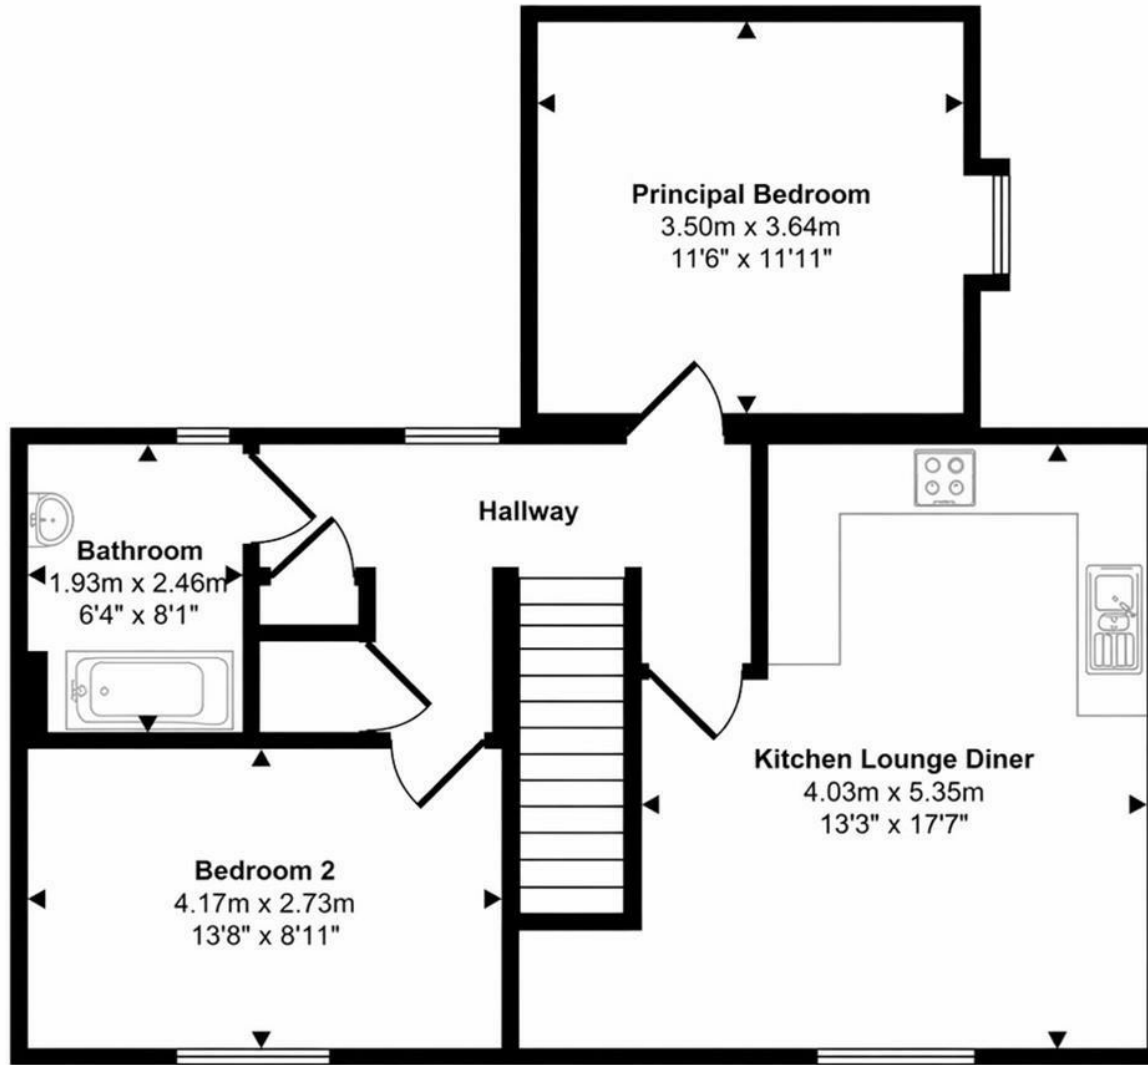 Principal Bedroom
3.50m x 3.64m
11'6" x 11'11"
Hallway
Bathroom
1.93m x 2.46m
6'4" x 8'1"
Kitchen Lounge Diner
4.03m x 5.35m
13'3" x 17'7"
Bedroom 2
4.17m x 2.73m
13'8" x 8'11"